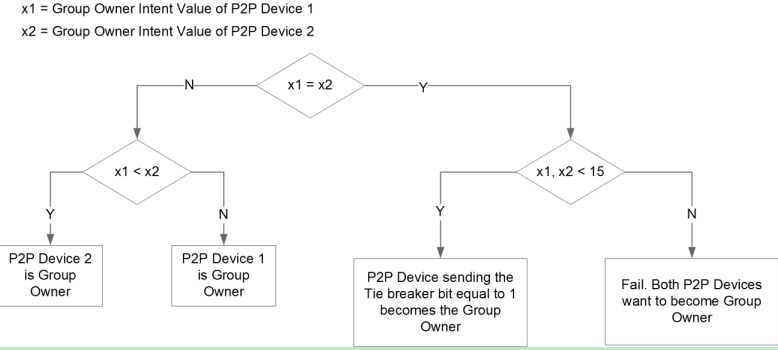 x1 = Group Owner Intent Value of P2P Device 1
x2 = Group Owner Intent Value of P2P Device 2
x1 = x2
N
Y
x1 < x2
x1, x2 < 15
Y
N
Y
N
P2P Device 2
is Group
Owner
P2P Device 1
is Group
Owner
P2P Device sending the
Tie breaker bit equal to 1
becomes the Group
Owner
Fail. Both P2P Devices
want to become Group
Owner